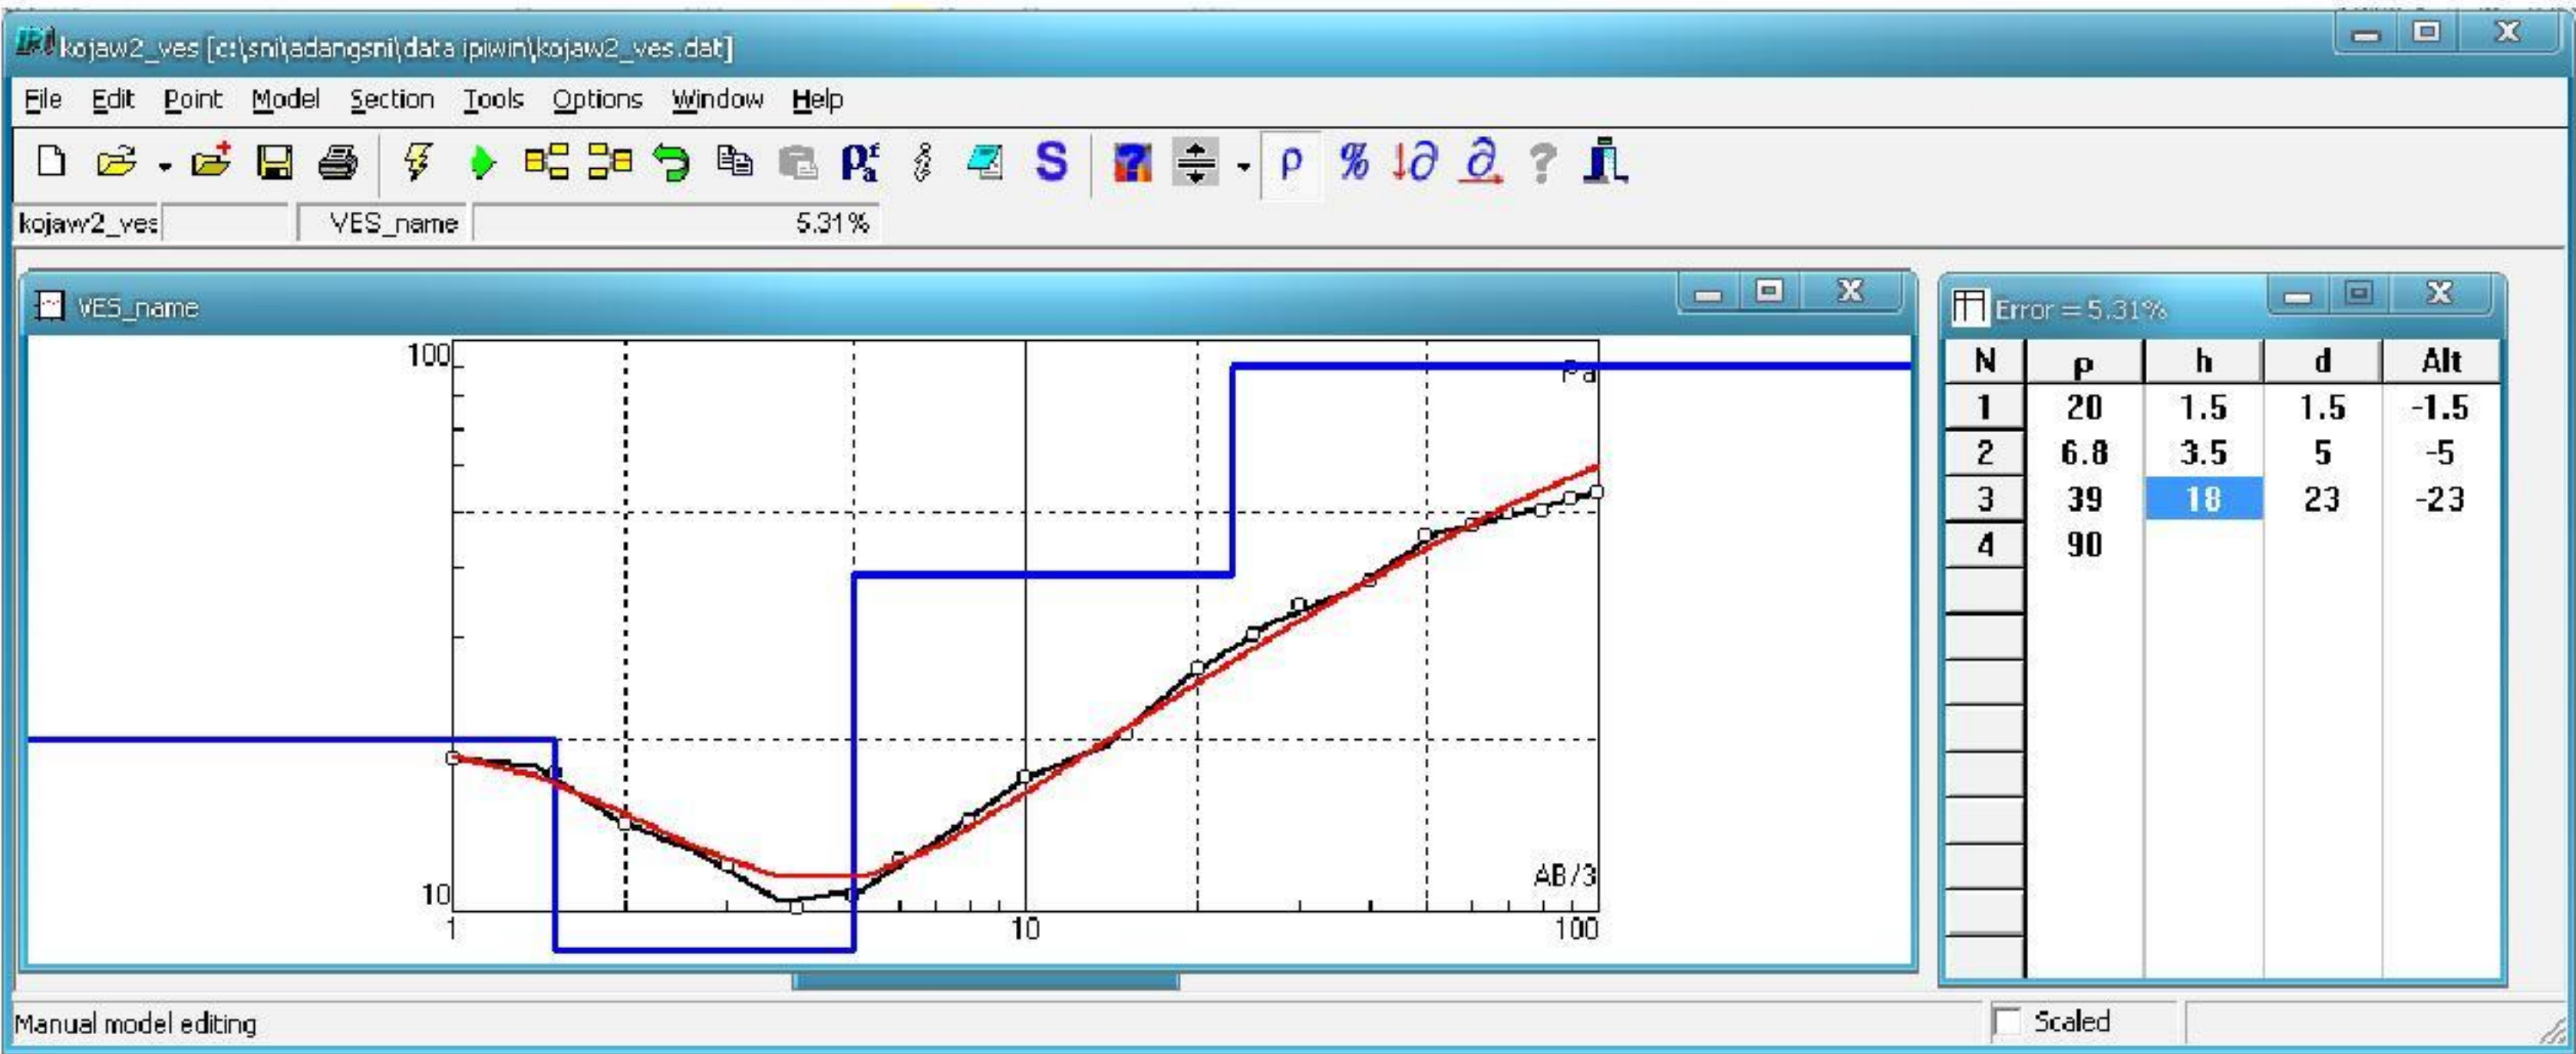 kojaw2_ves [c:\sni\adangsni\data ipiwin\kojaw2_ves.dat]
File Edit Point Model Section Tools Options Window Help
kojaw2_ves VES_name 5.31%
VES_name
100
ρa
AB/3
10
1 10 100
Error = 5.31%
N ρ h d Alt
1 20 1.5 1.5 -1.5
2 6.8 3.5 5 -5
3 39 18 23 -23
4 90
Manual model editing
Scaled